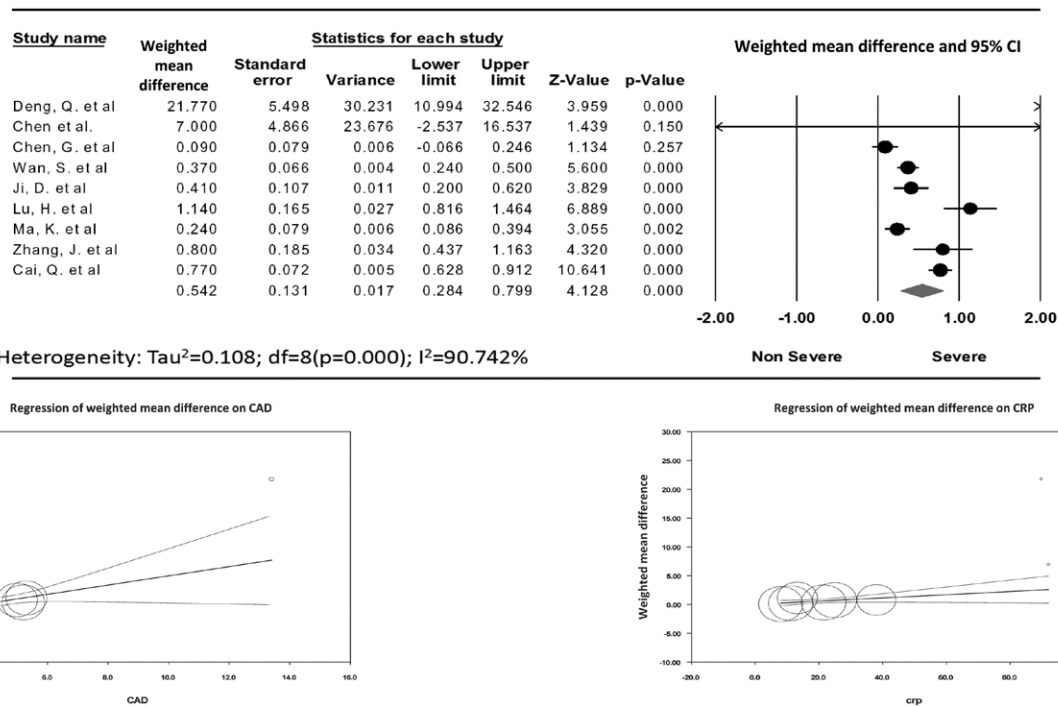 Study name Weighted mean difference Statistics for each study Weighted mean difference and 95% CI
Standard error Variance Lower limit Upper limit Z-Value p-Value
Deng, Q. et al 21.770 5.498 30.231 10.994 32.546 3.959 0.000
Chen et al. 7.000 4.866 23.676 -2.537 16.537 1.439 0.150
Chen, G. et al 0.090 0.079 0.006 -0.066 0.246 1.134 0.257
Wan, S. et al 0.370 0.066 0.004 0.240 0.500 5.600 0.000
Ji, D. et al 0.410 0.107 0.011 0.200 0.620 3.829 0.000
Lu, H. et al 1.140 0.165 0.027 0.816 1.464 6.889 0.000
Ma, K. et al 0.240 0.079 0.006 0.086 0.394 3.055 0.002
Zhang, J. et al 0.800 0.185 0.034 0.437 1.163 4.320 0.000
Cai, Q. et al 0.770 0.072 0.005 0.628 0.912 10.641 0.000
0.542 0.131 0.017 0.284 0.799 4.128 0.000
-2.00 -1.00 0.00 1.00 2.00
Heterogeneity: Tau²=0.108; df=8(p=0.000); I²=90.742%
Non Severe Severe
Regression of weighted mean difference on CAD
6.0 8.0 10.0 12.0 14.0 16.0
CAD
Regression of weighted mean difference on CRP
Weighted mean difference
30.00
25.00
20.00
15.00
10.00
5.00
0.00
-5.00
-10.00
-20.0 0.0 20.0 40.0 60.0 80.0
crp